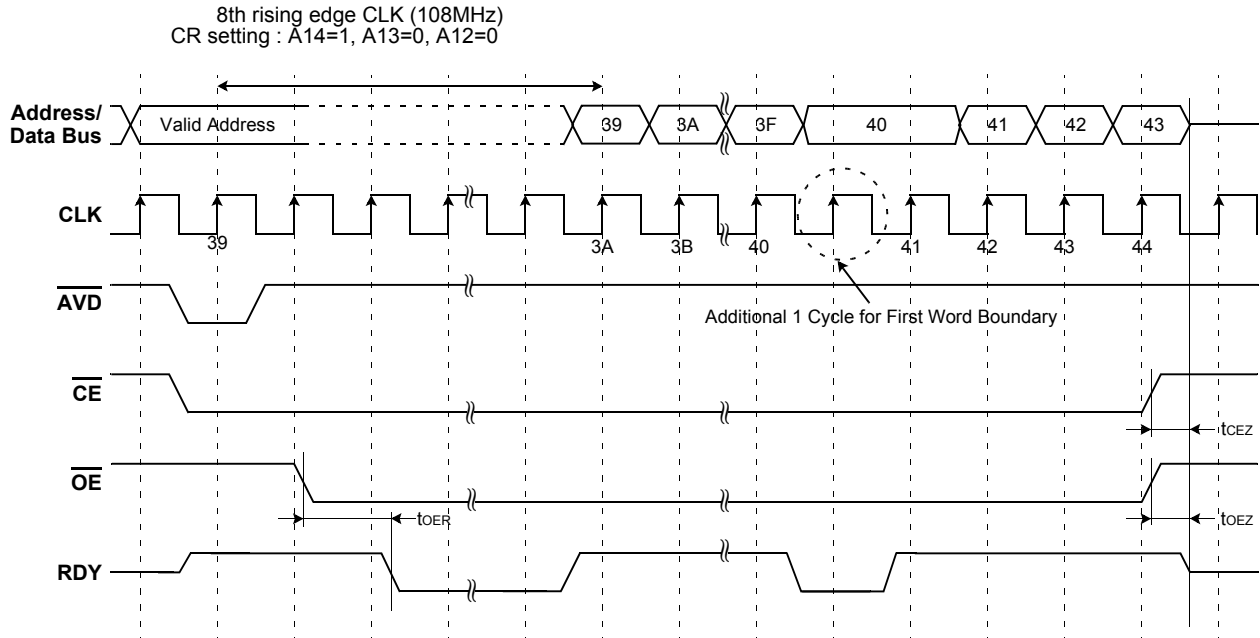 8th rising edge CLK (108MHz)
CR setting : A14=1, A13=0, A12=0
Address/
Data Bus
Valid Address
39
3A
3F
40
41
42
43
CLK
39
3A
3B
40
41
42
43
44
AVD
Additional 1 Cycle for First Word Boundary
CE
tCEZ
OE
tOER
tOEZ
RDY